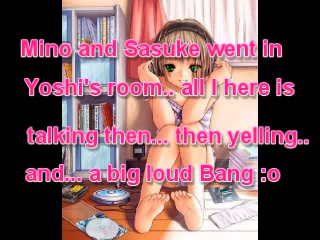 Mino and Sasuke went in
Yoshi's room.. all I here is
talking then... then yelling..
and... a big loud Bang :o